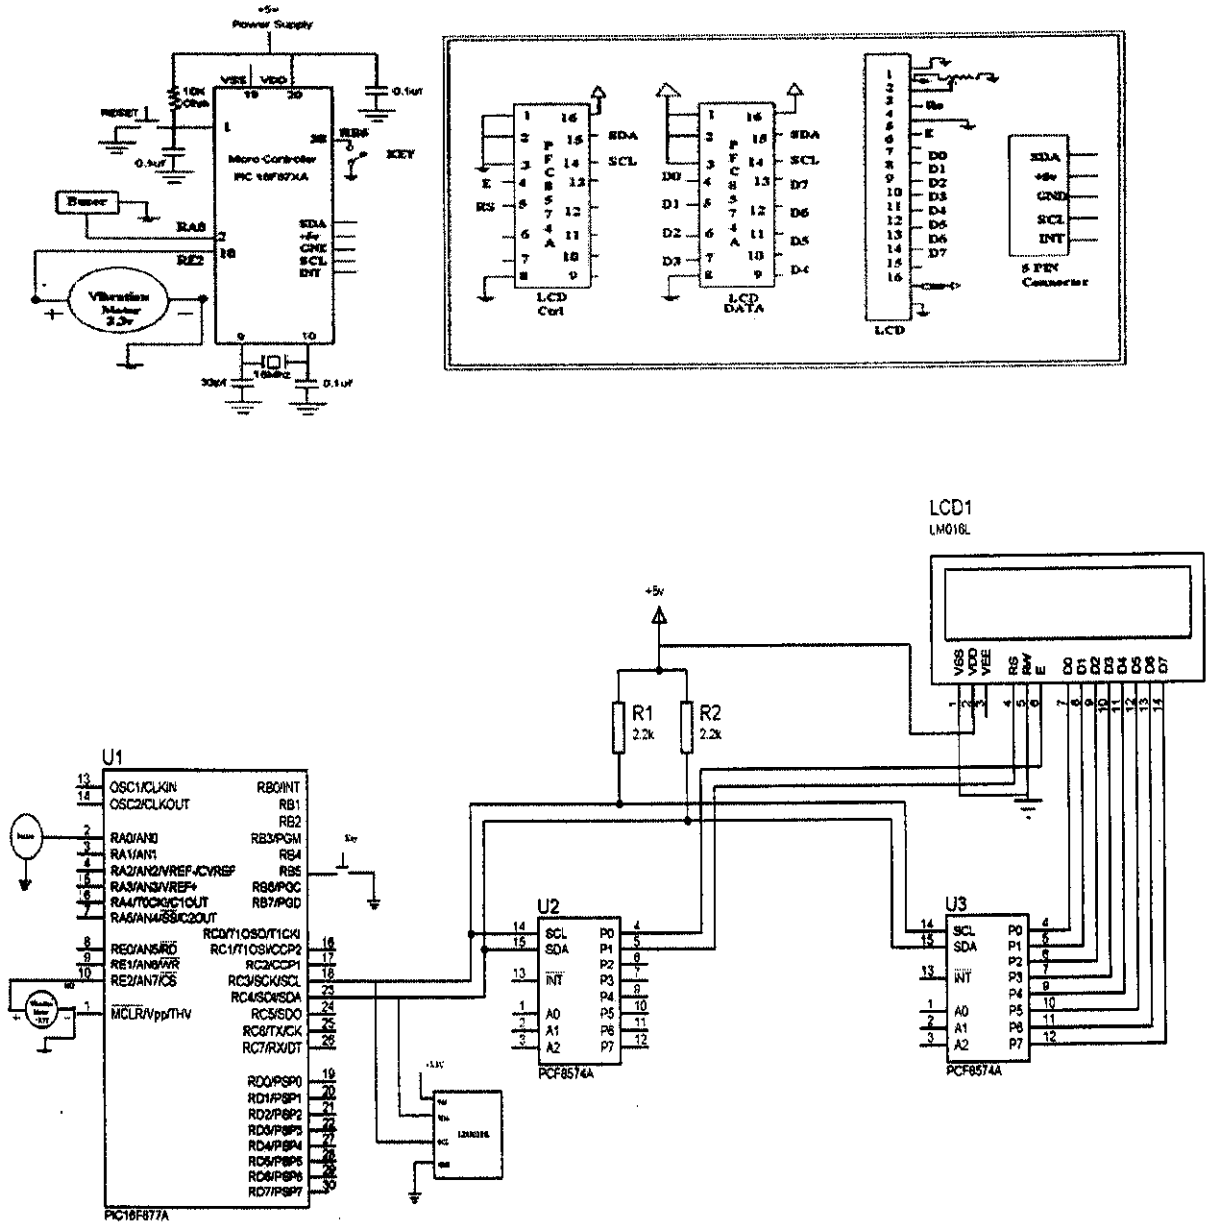 +5v
Power Supply
VSS
VDD
19
20
10K
0.1uf
RESET
1
Micro Controller
KEY
Buzer
RA0
2
RE2
10
SDA
+5v
SCL
INT
Vibration
Motor
3.3v
+
−
9
10
16Mhz
33pf
0.1uf
1
2
3
4
5
6
7
8
16
15
14
13
12
11
10
9
PFC8574A
SDA
SCL
E
RS
LCD
Ctrl
1
2
3
4
5
6
7
8
16
15
14
13
12
11
10
9
PFC8574A
SDA
SCL
D0
D1
D2
D3
D7
D6
D5
D4
LCD
DATA
1
2
3
4
5
6
7
8
9
10
11
12
13
14
15
16
E
D0
D1
D2
D3
D4
D5
D6
D7
LCD
SDA
+5v
GND
SCL
INT
5 PIN
Connector
LCD1
LM016L
VSS
VDD
VEE
RS
RW
E
D0
D1
D2
D3
D4
D5
D6
D7
1
2
3
4
5
6
7
8
9
10
11
12
13
14
+5v
R1
2.2k
R2
2.2k
U1
13 OSC1/CLKIN
14 OSC2/CLKOUT
2 RA0/AN0
3 RA1/AN1
4 RA2/AN2/VREF-/CVREF
5 RA3/AN3/VREF+
6 RA4/T0CKI/C1OUT
7 RA5/AN4/SS/C2OUT
8 RE0/AN5/RD
9 RE1/AN6/WR
10 RE2/AN7/CS
1 MCLR/Vpp/THV
RB0/INT
RB1
RB2
RB3/PGM
RB4
RB5
RB6/PGC
RB7/PGD
RC0/T1OSO/T1CKI
RC1/T1OSI/CCP2 16
RC2/CCP1 17
RC3/SCK/SCL 18
RC4/SDI/SDA 23
RC5/SDO 24
RC6/TX/CK 25
RC7/RX/DT 26
RD0/PSP0 19
RD1/PSP1 20
RD2/PSP2 21
RD3/PSP3 22
RD4/PSP4 27
RD5/PSP5 28
RD6/PSP6 29
RD7/PSP7 30
PIC16F877A
Key
U2
14 SCL
15 SDA
13 INT
1 A0
2 A1
3 A2
P0 4
P1 5
P2 6
P3 7
P4 9
P5 10
P6 11
P7 12
PCF8574A
U3
14 SCL
15 SDA
13 INT
1 A0
2 A1
3 A2
P0 4
P1 5
P2 6
P3 7
P4 9
P5 10
P6 11
P7 12
PCF8574A
SCL